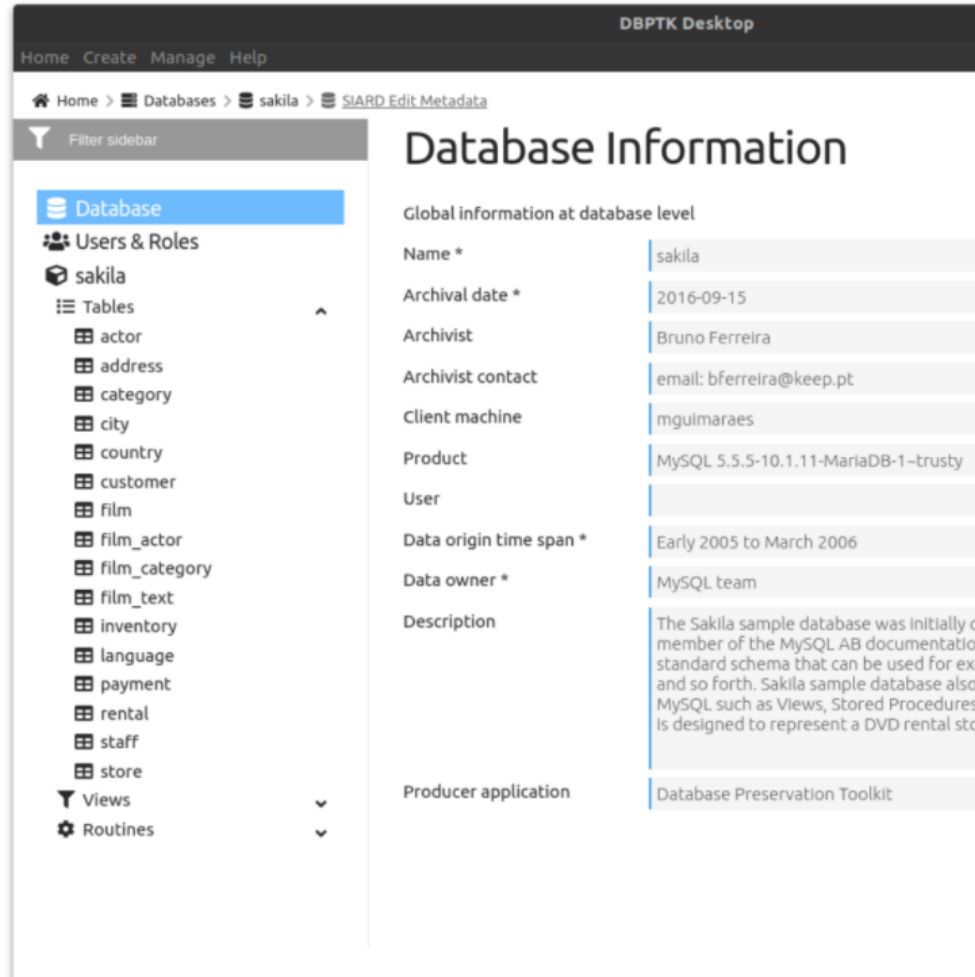 DBPTK Desktop
Home Create Manage Help
Home > Databases > sakila > SIARD Edit Metadata
Filter sidebar
Database
Users & Roles
sakila
Tables
actor
address
category
city
country
customer
film
film_actor
film_category
film_text
inventory
language
payment
rental
staff
store
Views
Routines
Database Information
Global information at database level
Name * sakila
Archival date * 2016-09-15
Archivist Bruno Ferreira
Archivist contact email: bferreira@keep.pt
Client machine mguimaraes
Product MySQL 5.5.5-10.1.11-MariaDB-1~trusty
User
Data origin time span * Early 2005 to March 2006
Data owner * MySQL team
Description The Sakila sample database was initially
member of the MySQL AB
standard schema that can be used for
and so forth. Sakila sample database also
MySQL such as Views, Stored Procedures
is designed to represent a DVD rental
Producer application Database Preservation Toolkit